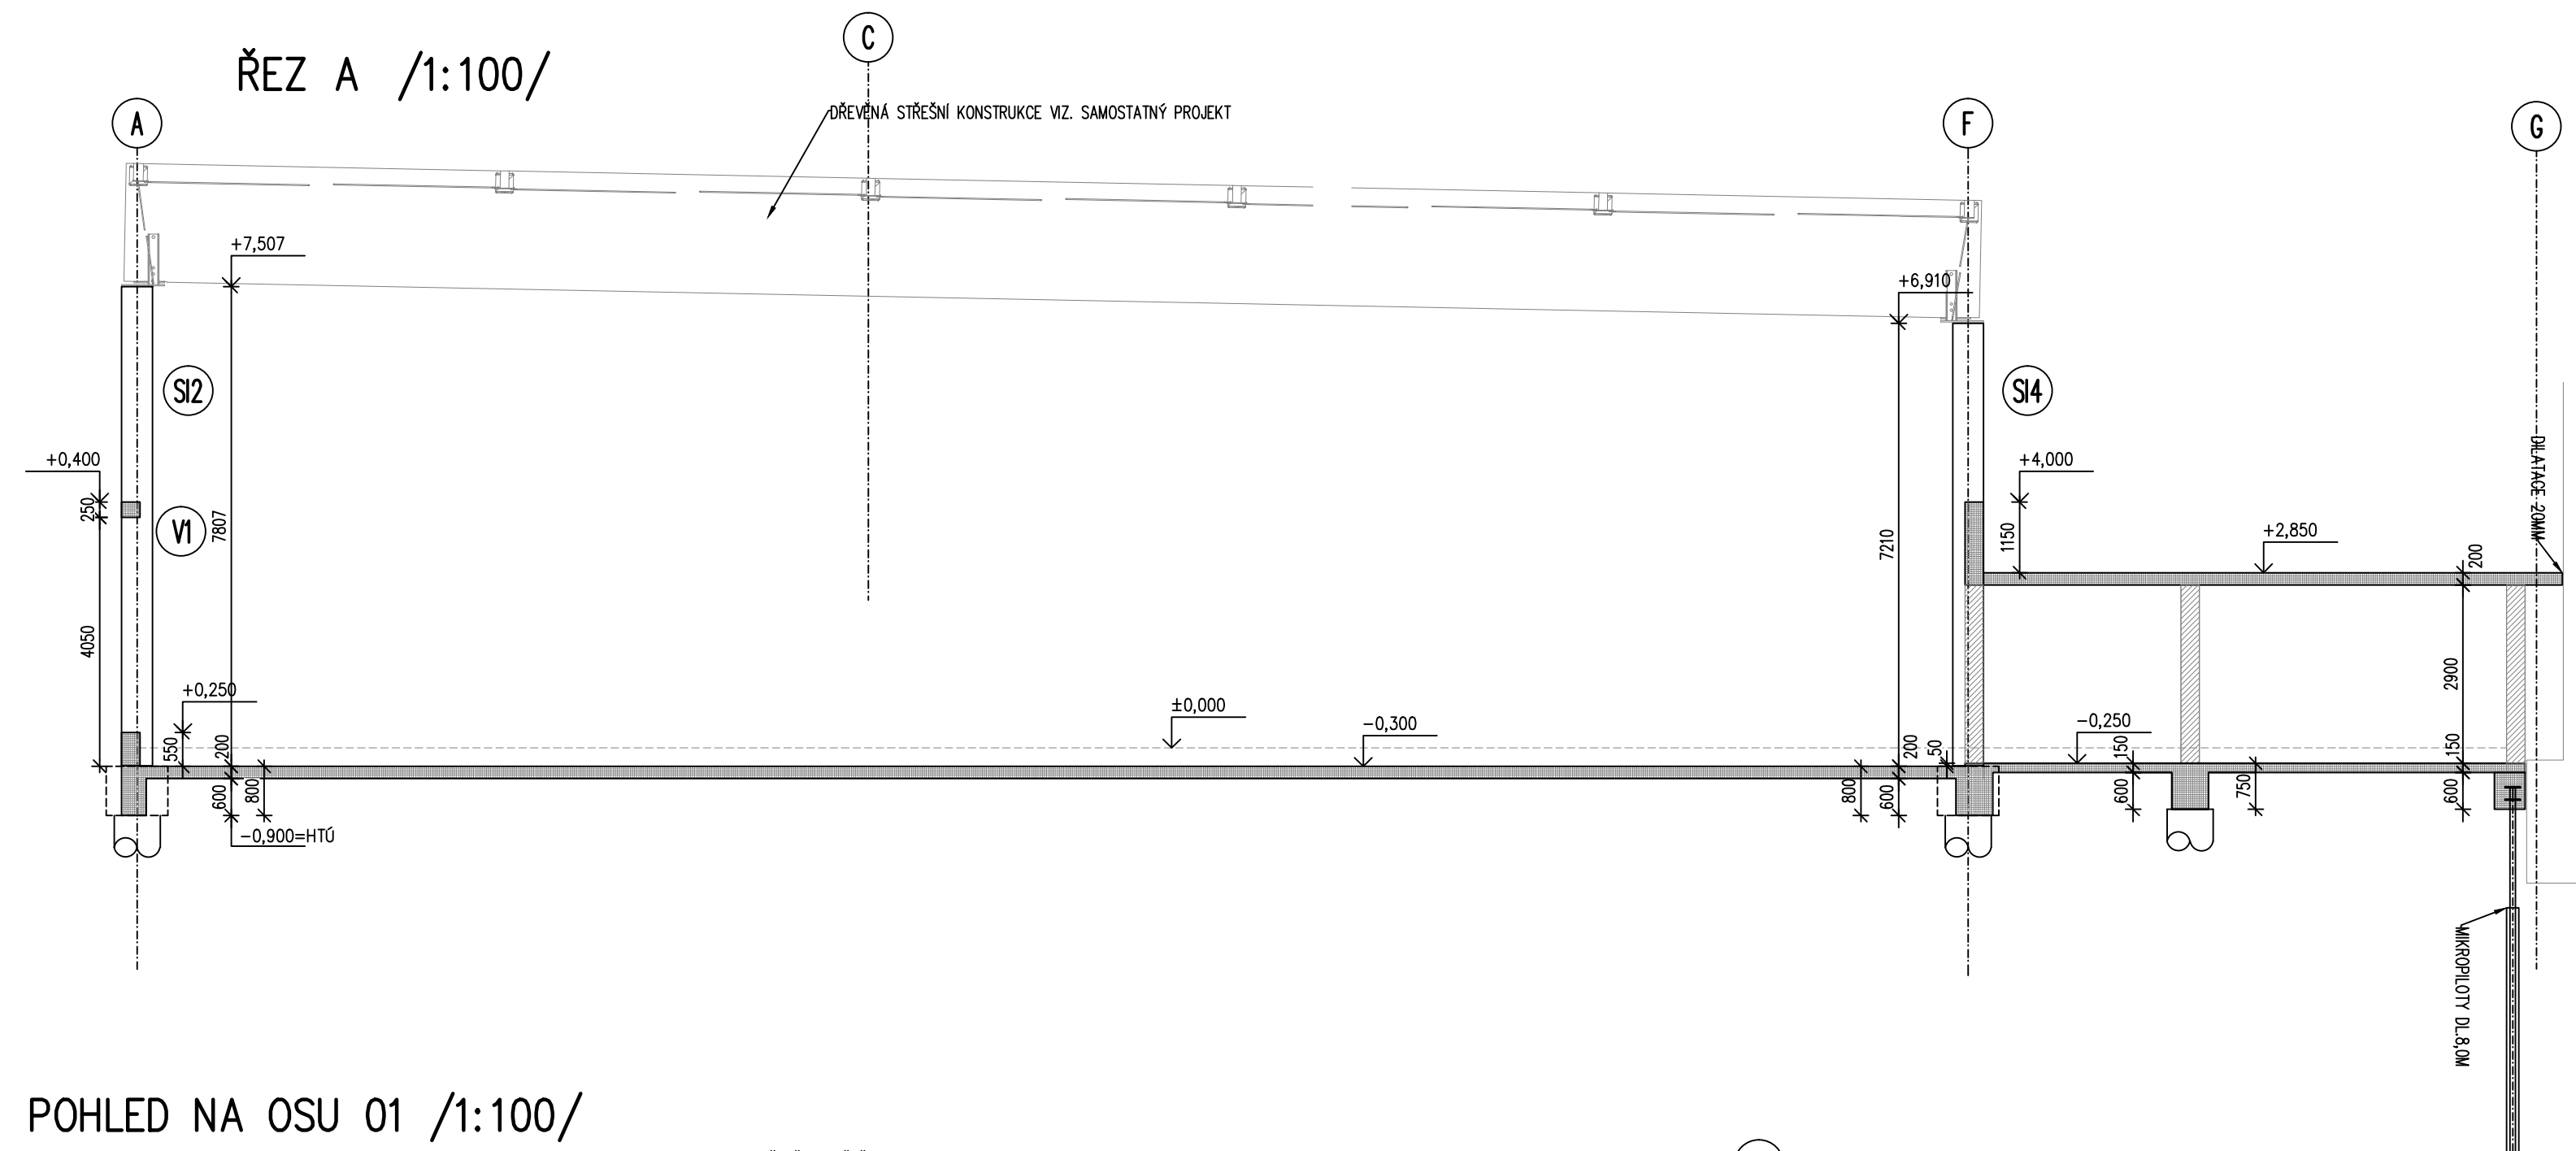 ŘEZ A /1:100/
C
A
F
G
DŘEVĚNÁ STŘEŠNÍ KONSTRUKCE VIZ. SAMOSTATNÝ PROJEKT
+7,507
+6,910
SI2
SI4
+0,400
250
V1
7807
4050
+4,000
1150
7210
+2,850
200
DILATACE 20MM
2900
+0,250
550
200
±0,000
-0,300
200
50
-0,250
150
150
600
800
800
600
600
750
600
-0,900=HTÚ
MIKROPILOTY DL.8,0M
POHLED NA OSU 01 /1:100/